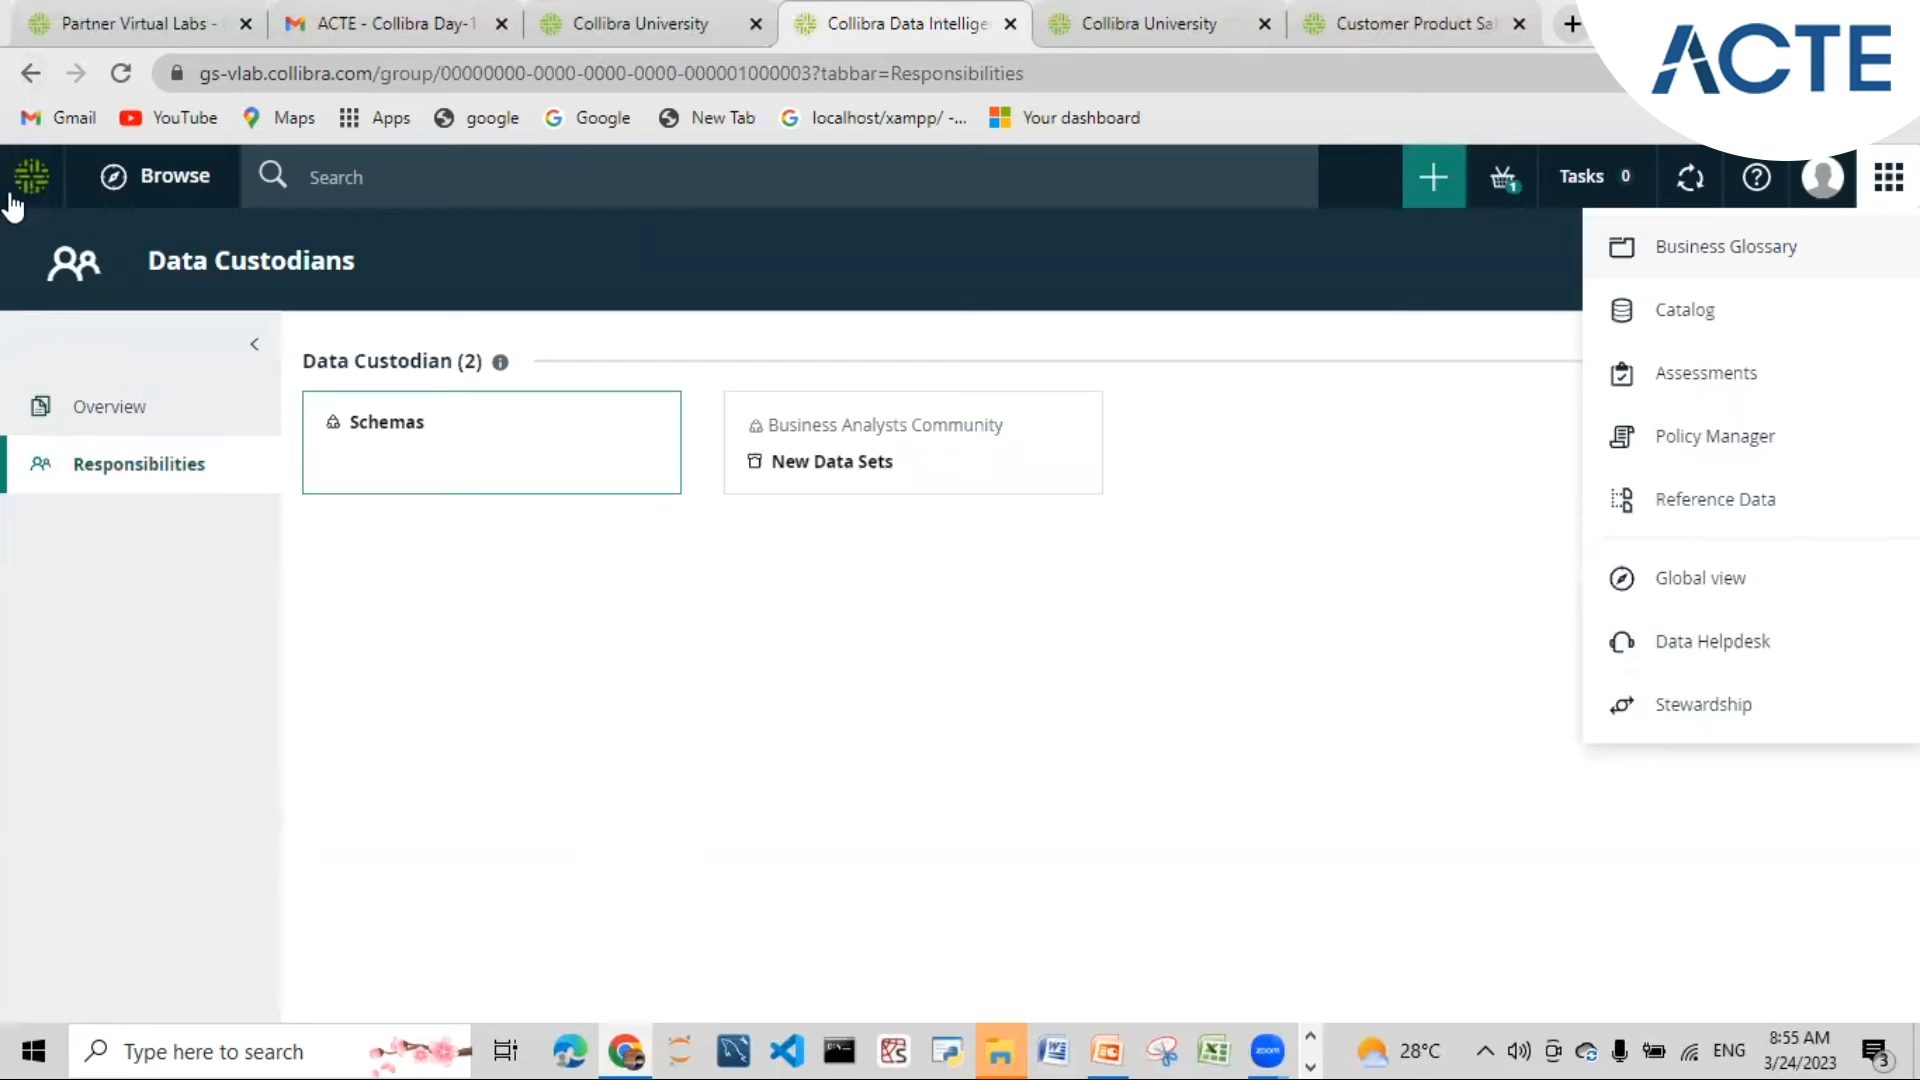 Partner Virtual Labs -
ACTE - Collibra Day-1
Collibra University
Collibra Data Intellige
Collibra University
Customer Product Sal
ACTE
gs-vlab.collibra.com/group/00000000-0000-0000-0000-000001000003?tabbar=Responsibilities
Gmail
YouTube
Maps
Apps
google
Google
New Tab
localhost/xampp/ -...
Your dashboard
Browse
Search
1
Tasks 0
Data Custodians
Business Glossary
Catalog
Assessments
Policy Manager
Reference Data
Global view
Data Helpdesk
Stewardship
Overview
Responsibilities
Data Custodian (2)
Schemas
Business Analysts Community
New Data Sets
Type here to search
zoom
28°C
ENG
8:55 AM
3/24/2023
3